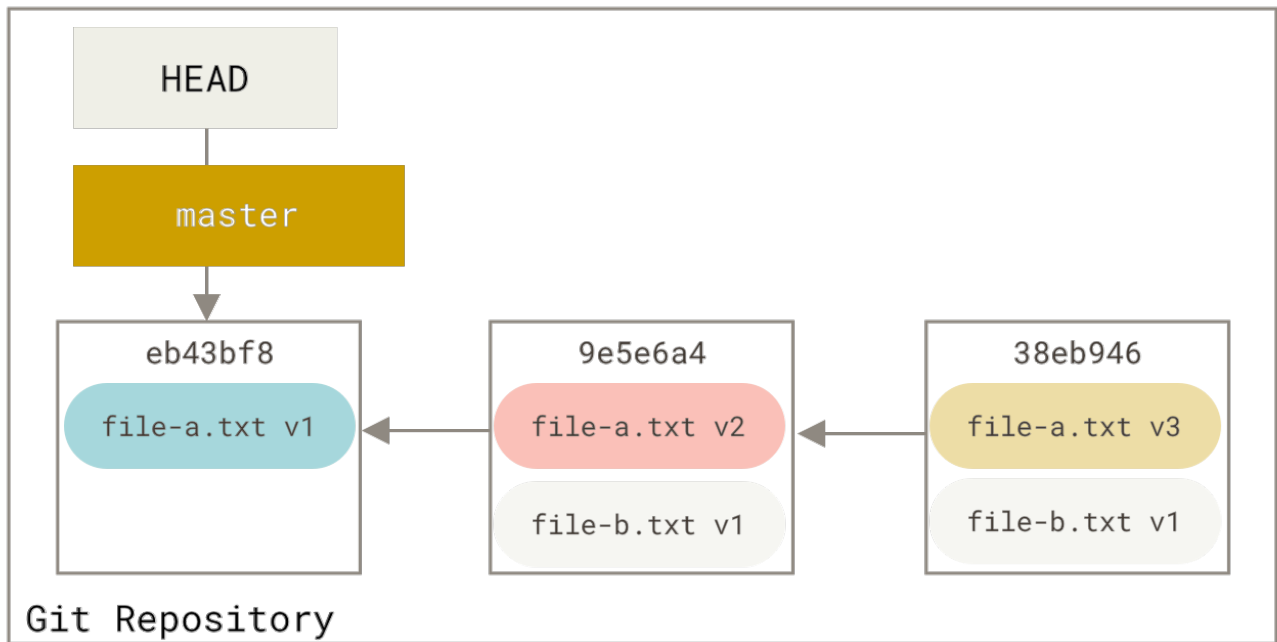 HEAD
master
eb43bf8
9e5e6a4
38eb946
file-a.txt v1
file-a.txt v2
file-a.txt v3
file-b.txt v1
file-b.txt v1
Git Repository